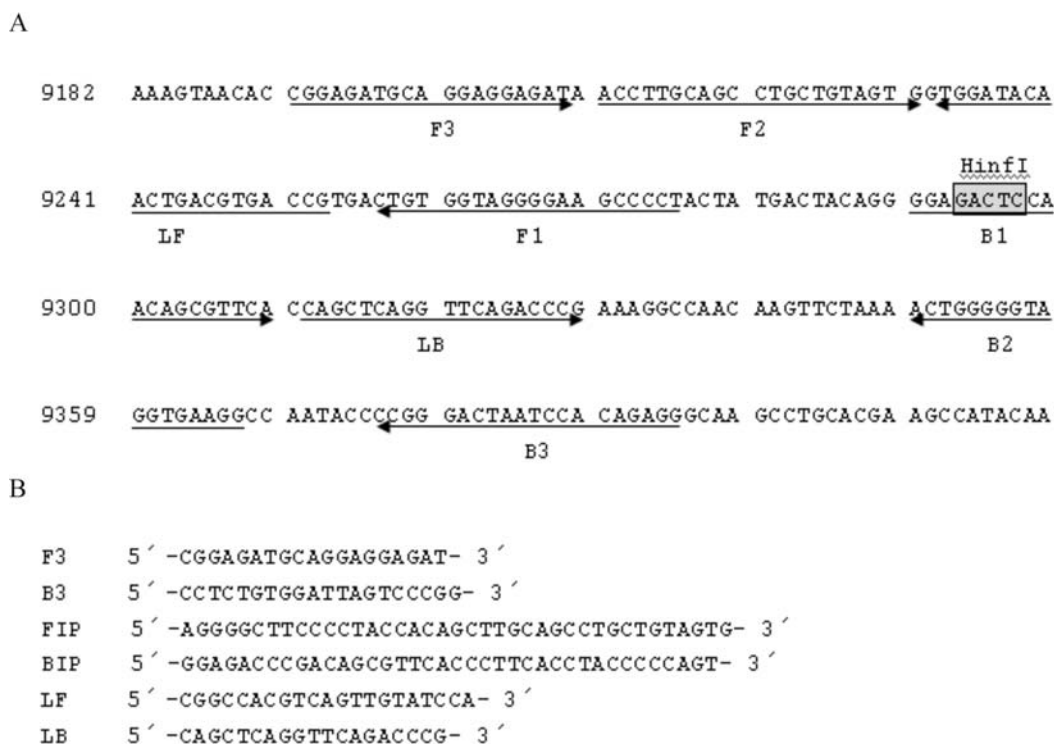 A
9182 AAAGTAACAC CGGAGATGCA GGAGGAGATA ACCTTGCAGC CTGCTGTAGT GGTGGATACA
F3 F2
HinfI
9241 ACTGACGTGA CCGTGACTGT GGTAGGGGAA GCCCCTACTA TGACTACAGG GGAGACTCCA
LF F1 B1
9300 ACAGCGTTCA CCAGCTCAGG TTCAGACCCG AAAGGCCAAC AAGTTCTAAA ACTGGGGGTA
LB B2
9359 GGTGAAGGCC AATACCCCGG GACTAATCCA CAGAGGGCAA GCCTGCACGA AGCCATACAA
B3
B
F3 5´-CGGAGATGCAGGAGGAGAT- 3´
B3 5´-CCTCTGTGGATTAGTCCCGG- 3´
FIP 5´-AGGGGCTTCCCCTACCACAGCTTGCAGCCTGCTGTAGTG- 3´
BIP 5´-GGAGACCCGACAGCGTTCACCCTTCACCTACCCCCAGT- 3´
LF 5´-CGGCCACGTCAGTTGTATCCA- 3´
LB 5´-CAGCTCAGGTTCAGACCCG- 3´